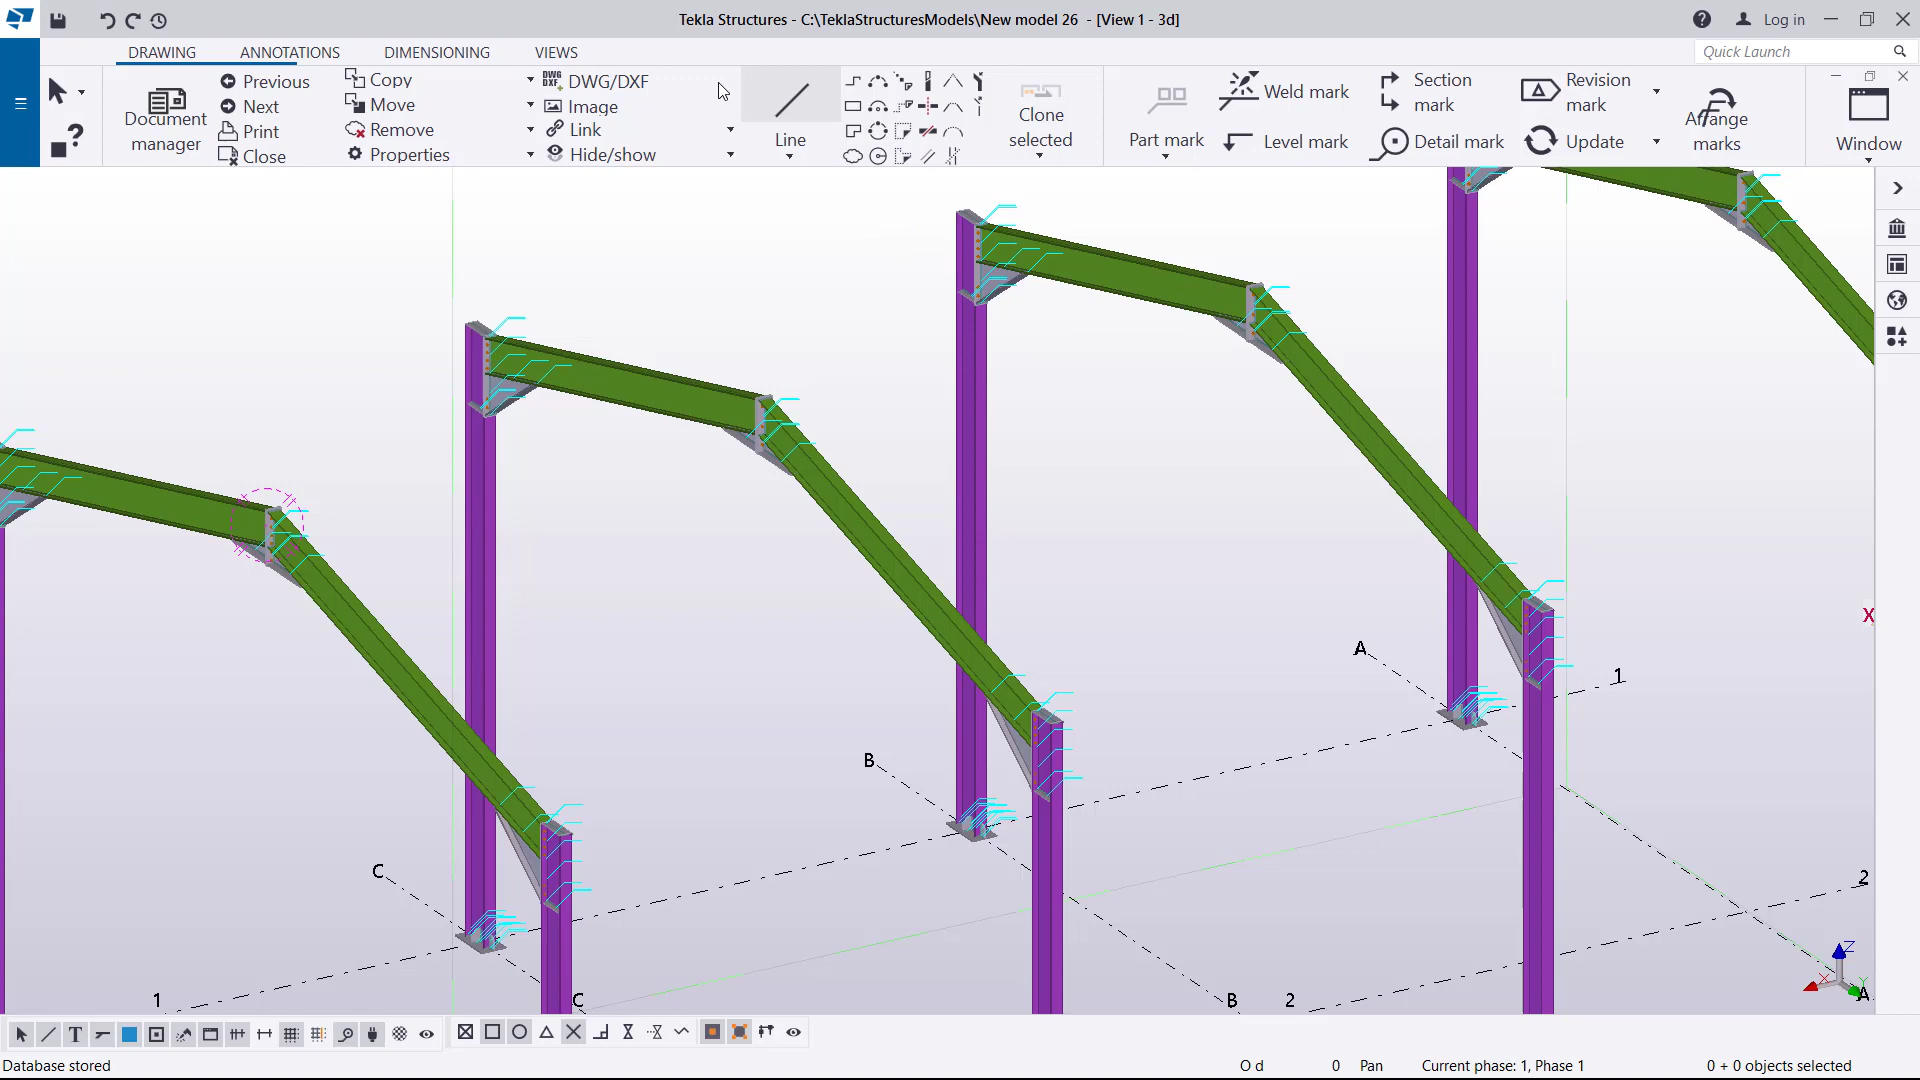 Tekla Structures - C:\TeklaStructuresModels\New model 26 - [View 1 - 3d]
Log in
DRAWING ANNOTATIONS DIMENSIONING VIEWS
Quick Launch
Document manager
Previous
Next
Print
Close
Copy
Move
Remove
Properties
DWG/DXF
Image
Link
Hide/show
Line
Clone selected
Part mark
Weld mark
Level mark
Section mark
Detail mark
Revision mark
Update
Arrange marks
Window
A
1
X
B
C
2
1
C
B
2
Z
X
Y
A
Database stored
O d
0
Pan
Current phase: 1, Phase 1
0 + 0 objects selected